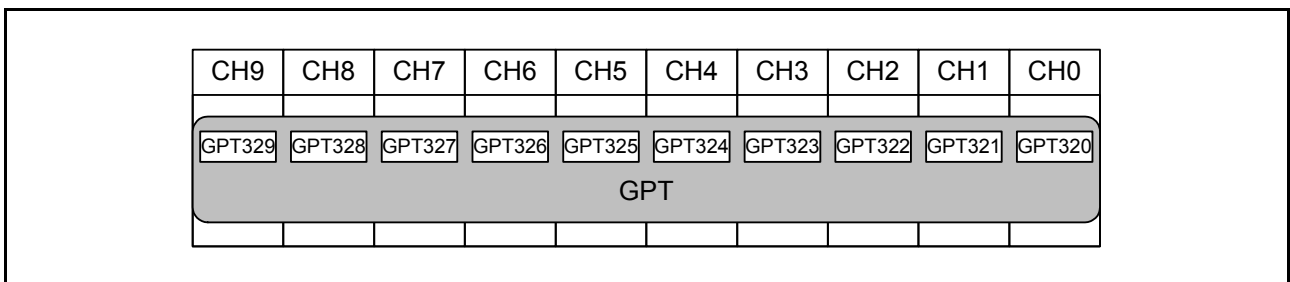 CH9 CH8 CH7 CH6 CH5 CH4 CH3 CH2 CH1 CH0
GPT329 GPT328 GPT327 GPT326 GPT325 GPT324 GPT323 GPT322 GPT321 GPT320
GPT